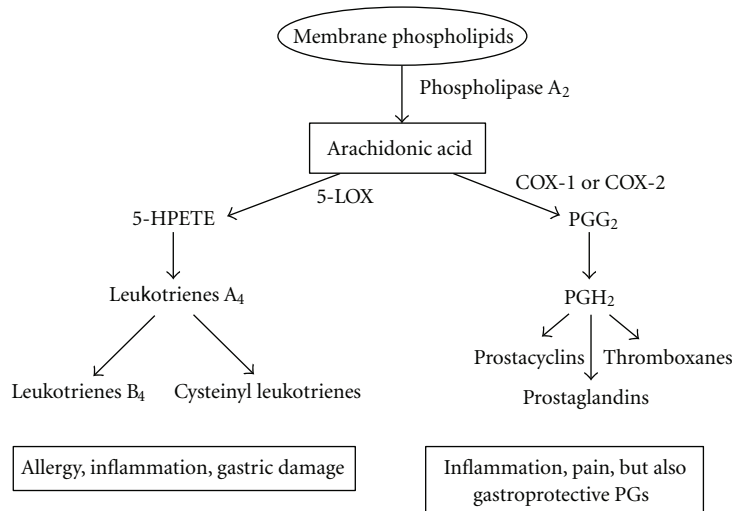 Membrane phospholipids
Phospholipase A₂
Arachidonic acid
5-LOX
COX-1 or COX-2
5-HPETE
PGG₂
Leukotrienes A₄
PGH₂
Prostacyclins
Thromboxanes
Leukotrienes B₄
Cysteinyl leukotrienes
Prostaglandins
Allergy, inflammation, gastric damage
Inflammation, pain, but also
gastroprotective PGs